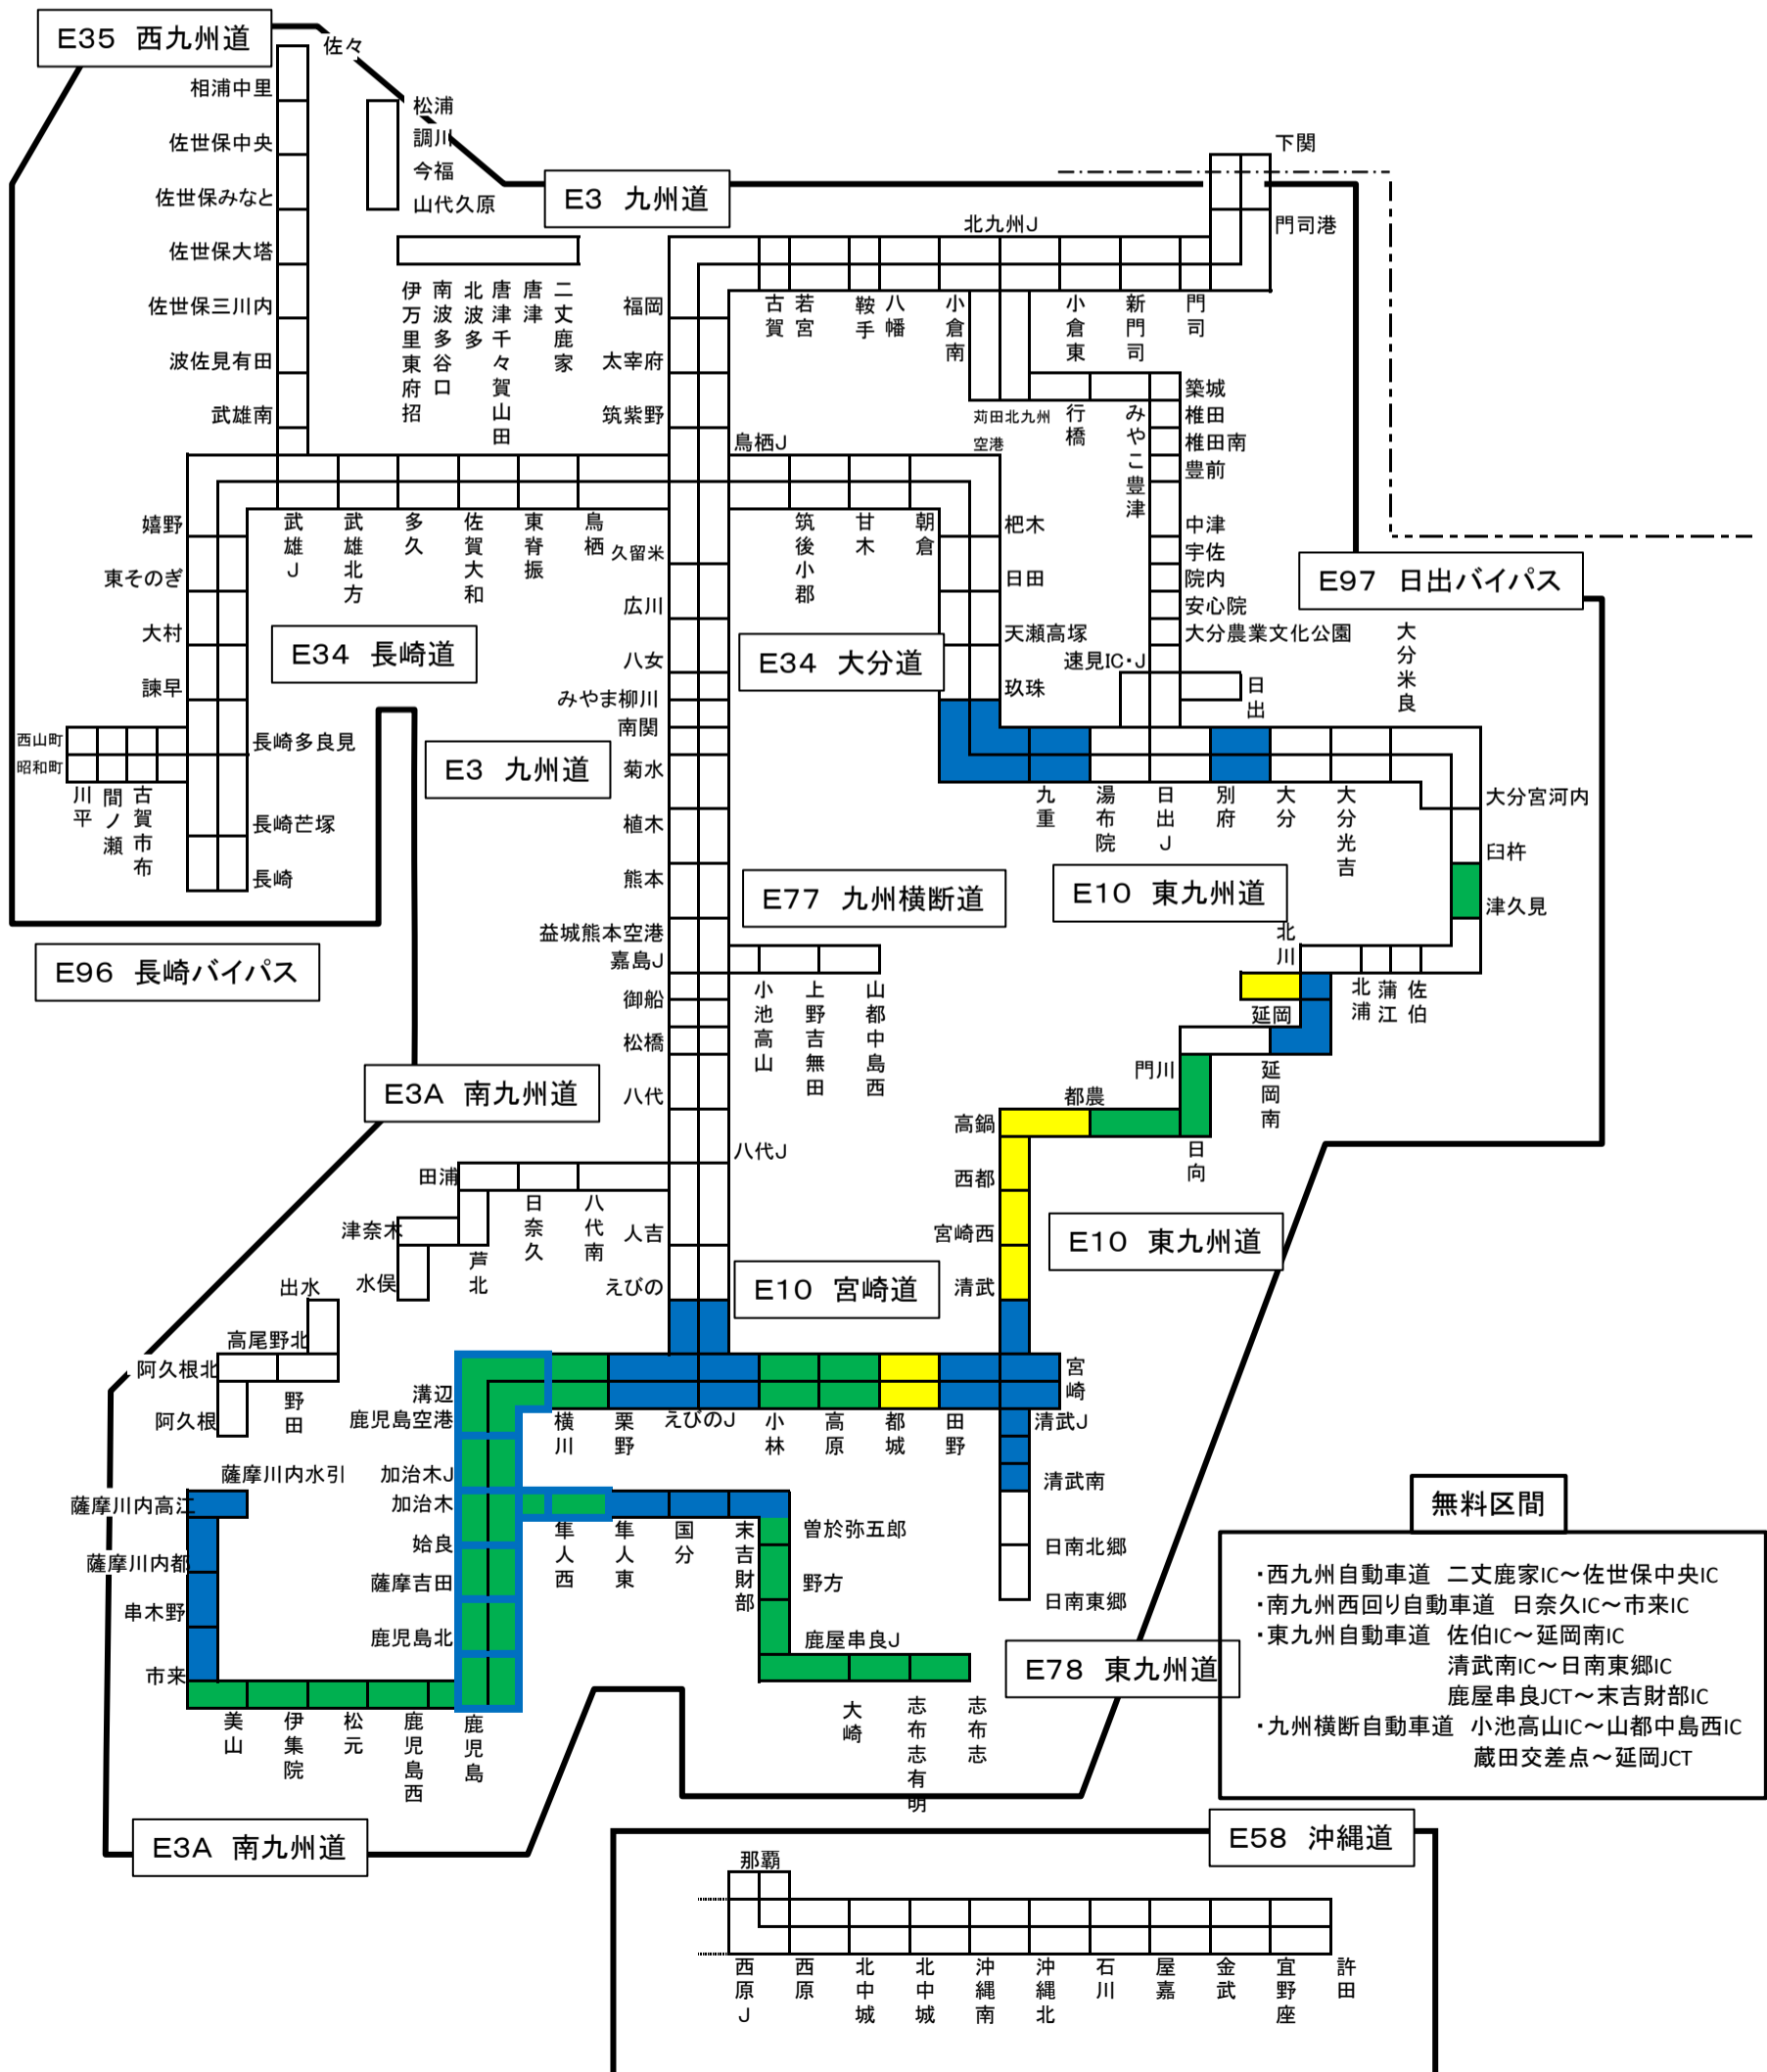 E35 西九州道
佐々
相浦中里
佐世保中央
佐世保みなと
佐世保大塔
佐世保三川内
波佐見有田
武雄南
松浦
調川
今福
山代久原
E3 九州道
下関
門司港
北九州J
伊万里東府招
南波多谷口
北波多
唐津千々賀山田
唐津
二丈鹿家
福岡
太宰府
筑紫野
古賀
若宮
鞍手
八幡
小倉南
小倉東
新門司
門司
苅田北九州
空港
行橋
みやこ豊津
築城
椎田
椎田南
豊前
中津
宇佐
院内
安心院
大分農業文化公園
速見IC・J
日出
鳥栖J
嬉野
東そのぎ
大村
諫早
武雄J
武雄北方
多久
佐賀大和
東脊振
鳥栖
久留米
広川
八女
みやま柳川
南関
菊水
植木
熊本
益城熊本空港
嘉島J
御船
松橋
八代
筑後小郡
甘木
朝倉
杷木
日田
天瀬高塚
玖珠
E97 日出バイパス
E34 長崎道
E34 大分道
大分米良
西山町
昭和町
川平
間ノ瀬
古賀市布
長崎多良見
長崎芒塚
長崎
E3 九州道
九重
湯布院
日出J
別府
大分
大分光吉
大分宮河内
臼杵
津久見
E77 九州横断道
E10 東九州道
E96 長崎バイパス
小池高山
上野吉無田
山都中島西
北川
北浦
蒲江
佐伯
延岡
延岡南
門川
日向
都農
高鍋
西都
宮崎西
清武
E3A 南九州道
八代J
田浦
日奈久
八代南
津奈木
芦北
水俣
人吉
えびの
E10 宮崎道
E10 東九州道
出水
高尾野北
阿久根北
野田
阿久根
溝辺
鹿児島空港
横川
栗野
えびのJ
小林
高原
都城
田野
宮崎
清武J
清武南
日南北郷
日南東郷
薩摩川内水引
薩摩川内高江
薩摩川内都
串木野
市来
加治木J
加治木
姶良
薩摩吉田
鹿児島北
隼人西
隼人東
国分
末吉財部
曽於弥五郎
野方
鹿屋串良J
大崎
志布志有明
志布志
美山
伊集院
松元
鹿児島西
鹿児島
E78 東九州道
無料区間
・西九州自動車道 二丈鹿家IC～佐世保中央IC
・南九州西回り自動車道 日奈久IC～市来IC
・東九州自動車道 佐伯IC～延岡南IC
清武南IC～日南東郷IC
鹿屋串良JCT～末吉財部IC
・九州横断自動車道 小池高山IC～山都中島西IC
蔵田交差点～延岡JCT
E3A 南九州道
E58 沖縄道
那覇
西原J
西原
北中城
北中城
沖縄南
沖縄北
石川
屋嘉
金武
宜野座
許田